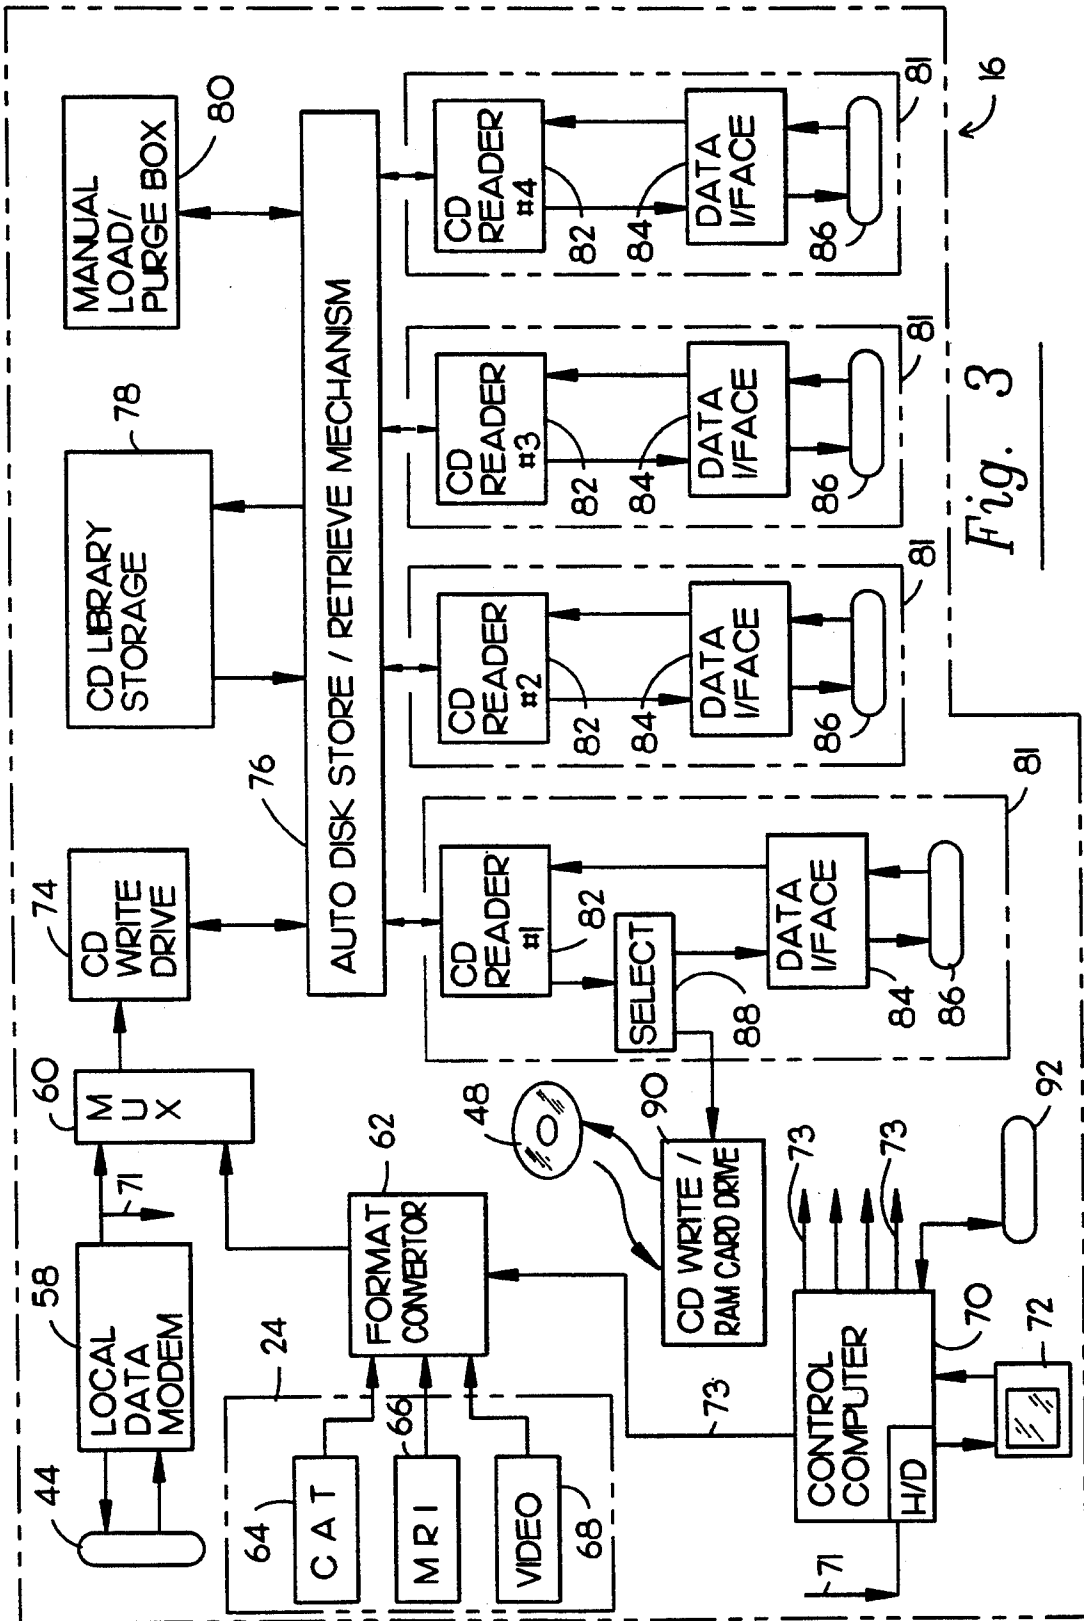 44
LOCAL
DATA
MODEM
58
71
M
U
X
60
CD
WRITE
DRIVE
74
CD LIBRARY
STORAGE
78
MANUAL
LOAD/
PURGE BOX
80
24
64
CAT
66
MRI
VIDEO
68
FORMAT
CONVERTOR
62
76
AUTO DISK STORE / RETRIEVE MECHANISM
73
48
90
CD WRITE /
RAM CARD DRIVE
CD
READER
#1
82
SELECT
88
DATA
I/FACE
84
86
81
CD
READER
#2
82
84
DATA
I/FACE
86
81
CD
READER
#3
82
84
DATA
I/FACE
86
81
CD
READER
#4
82
84
DATA
I/FACE
86
81
71
CONTROL
COMPUTER
H/D
70
72
73
73
92
16
Fig. 3